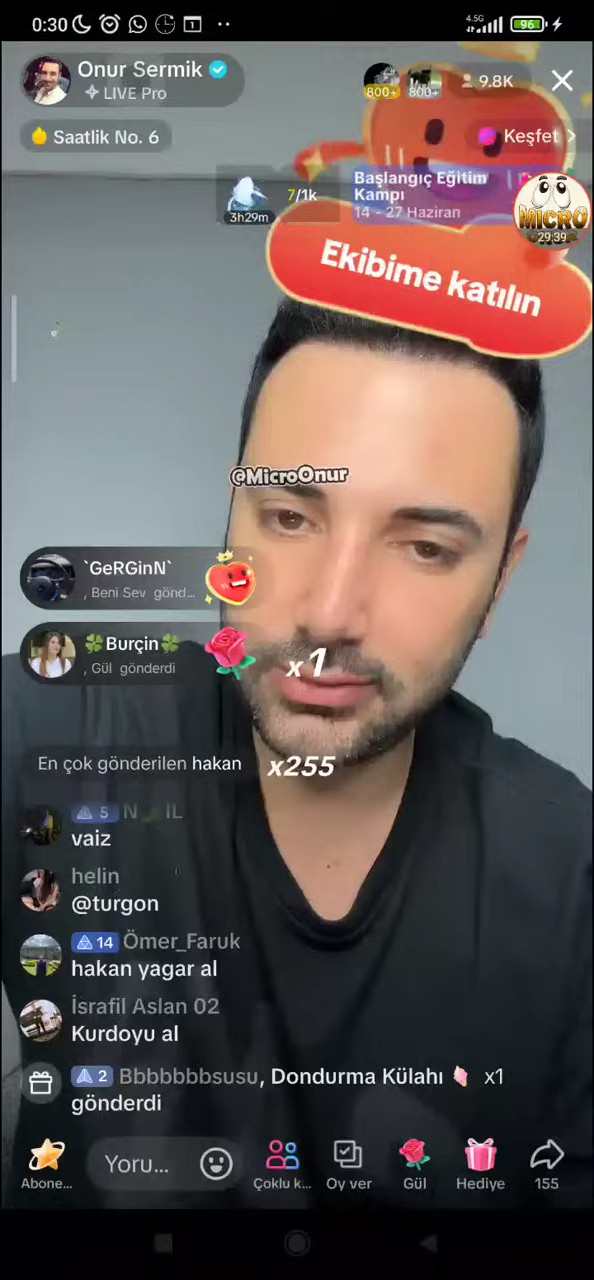 0:30
4.5G
96
Onur Sermik
LIVE Pro
800+
800+
9.8K
Saatlik No. 6
Keşfet
3h29m
7/1k
Başlangıç Eğitim
Kampı
14 - 27 Haziran
MICRO
29:39
Ekibime katılın
@MicroOnur
`GeRGinN`
, Beni Sev gönd...
🍀Burçin🍀
, Gül gönderdi
x1
En çok gönderilen hakan
x255
5
vaiz
helin
@turgon
14 Ömer_Faruk
hakan yagar al
İsrafil Aslan 02
Kurdoyu al
2 Bbbbbbbsusu, Dondurma Külahı x1
gönderdi
Abone...
Yoru...
Çoklu k...
Oy ver
Gül
Hediye
155